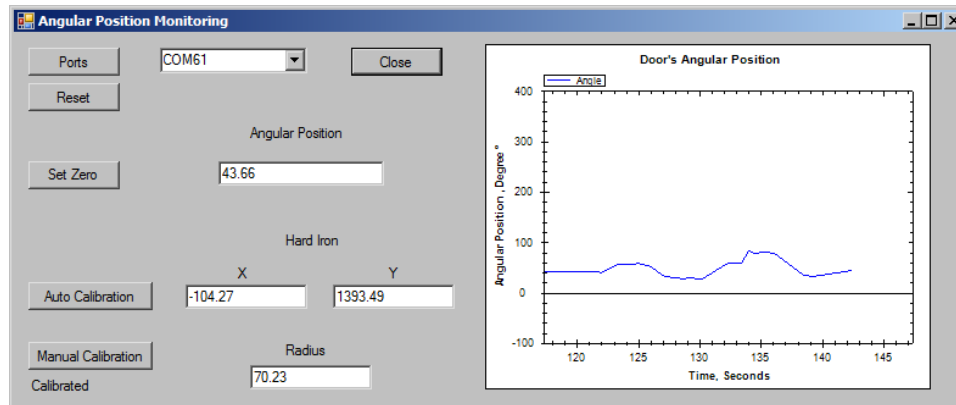 Angular Position Monitoring
Ports
COM61
Close
Reset
Angular Position
Set Zero
43.66
Hard Iron
X
Y
Auto Calibration
-104.27
1393.49
Manual Calibration
Radius
Calibrated
70.23
Door's Angular Position
Angle
400
300
200
100
0
-100
Angular Position , Degree°
120 125 130 135 140 145
Time, Seconds